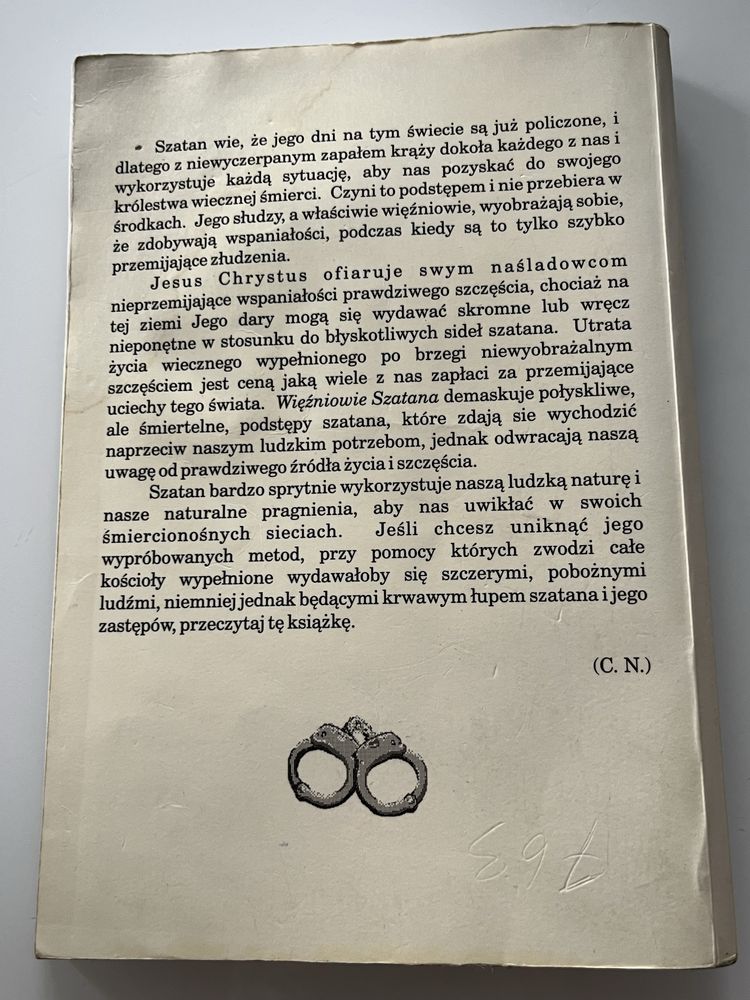 Szatan wie, że jego dni na tym świecie są już policzone, i
dlatego z niewyczerpanym zapałem krąży dokoła każdego z nas i
wykorzystuje każdą sytuację, aby nas pozyskać do swojego
królestwa wiecznej śmierci. Czyni to podstępem i nie przebiera w
środkach. Jego słudzy, a właściwie więźniowie, wyobrażają sobie,
że zdobywają wspaniałości, podczas kiedy są to tylko szybko
przemijające złudzenia.
Jesus Chrystus ofiaruje swym naśladowcom
nieprzemijające wspaniałości prawdziwego szczęścia, chociaż na
tej ziemi Jego dary mogą się wydawać skromne lub wręcz
nieponętne w stosunku do błyskotliwych sideł szatana. Utrata
życia wiecznego wypełnionego po brzegi niewyobrażalnym
szczęściem jest ceną jaką wiele z nas zapłaci za przemijające
uciechy tego świata. Więźniowie Szatana demaskuje połyskliwe,
ale śmiertelne, podstępy szatana, które zdają sie wychodzić
naprzeciw naszym ludzkim potrzebom, jednak odwracają naszą
uwagę od prawdziwego źródła życia i szczęścia.
Szatan bardzo sprytnie wykorzystuje naszą ludzką naturę i
nasze naturalne pragnienia, aby nas uwikłać w swoich
śmiercionośnych sieciach. Jeśli chcesz uniknąć jego
wypróbowanych metod, przy pomocy których zwodzi całe
kościoły wypełnione wydawałoby się szczerymi, pobożnymi
ludźmi, niemniej jednak będącymi krwawym łupem szatana i jego
zastępów, przeczytaj tę książkę.
(C. N.)